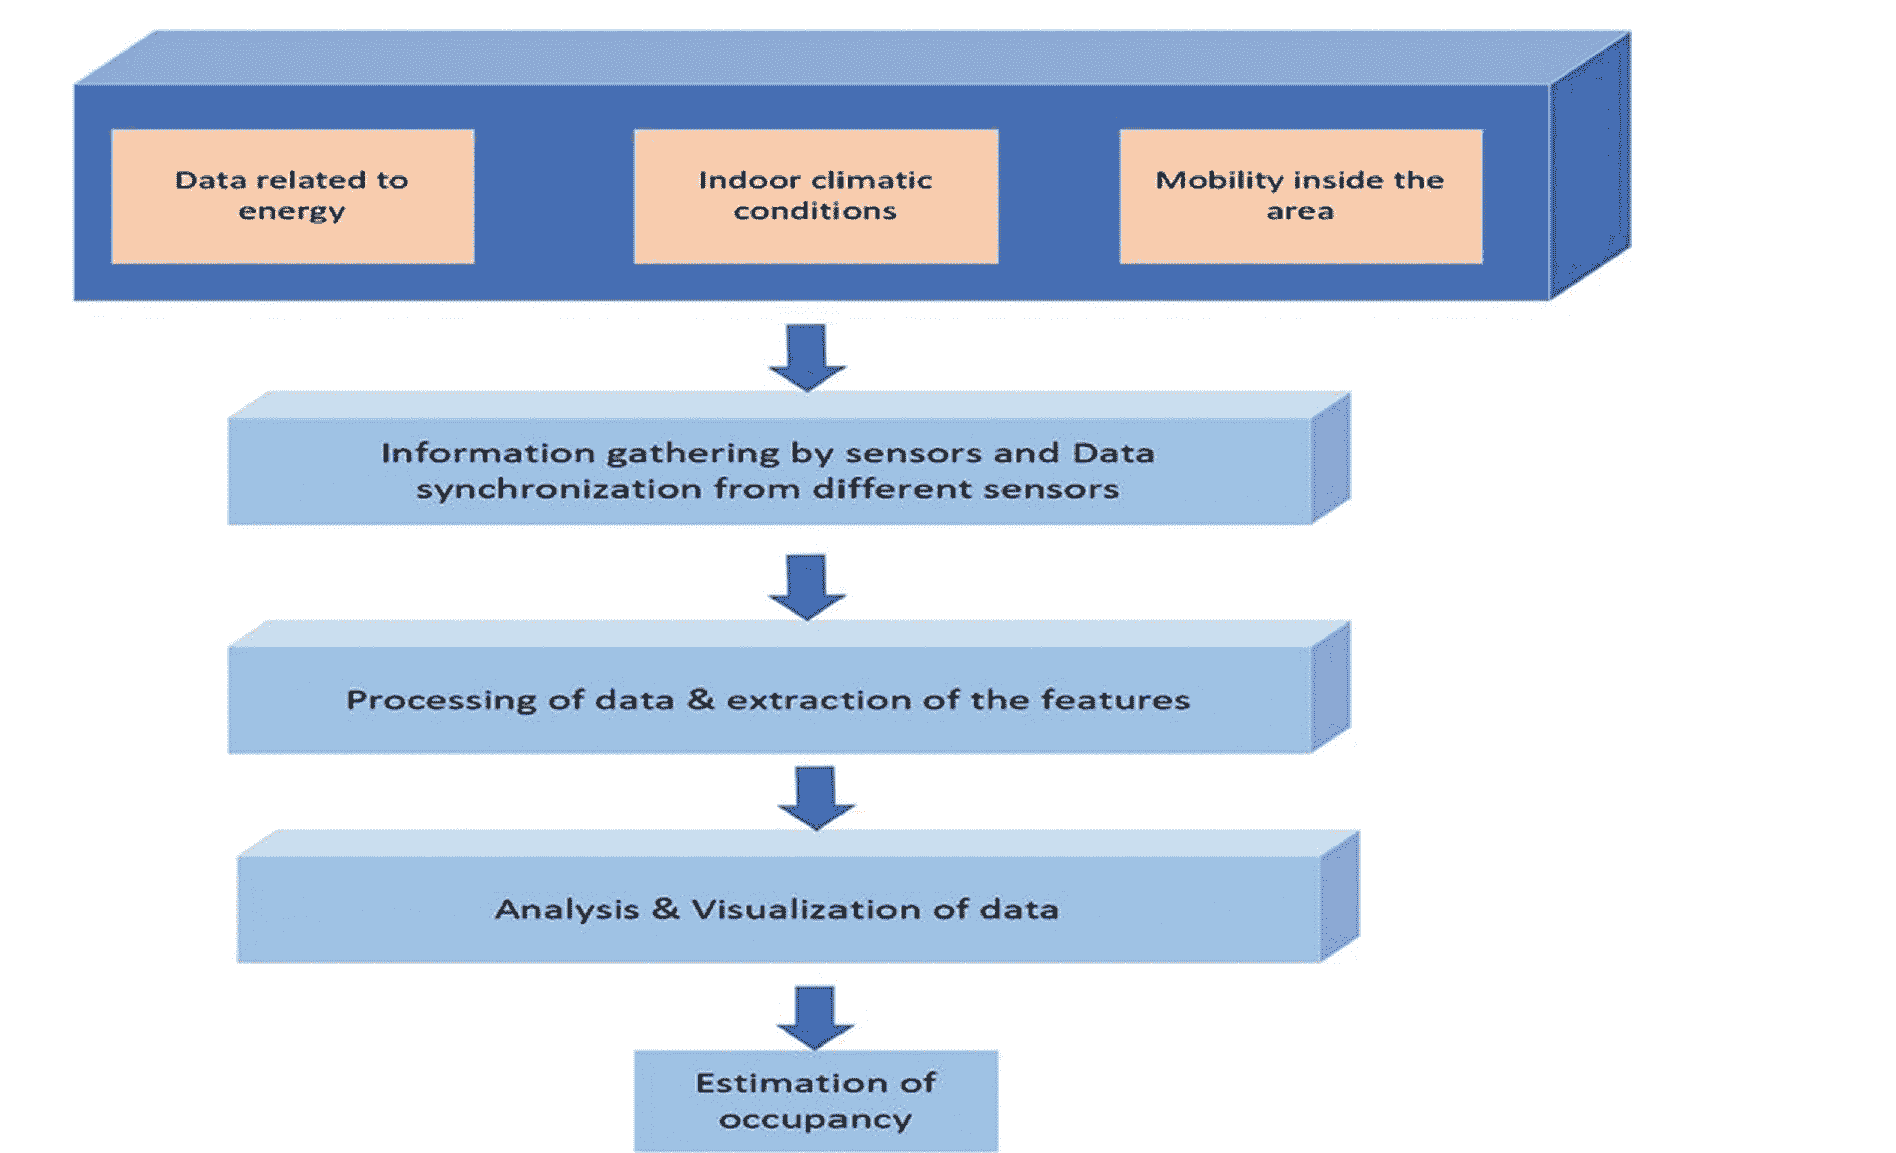 Data related to
energy
Indoor climatic
conditions
Mobility inside the
area
Information gathering by sensors and Data
synchronization from different sensors
Processing of data & extraction of the features
Analysis & Visualization of data
Estimation of
occupancy